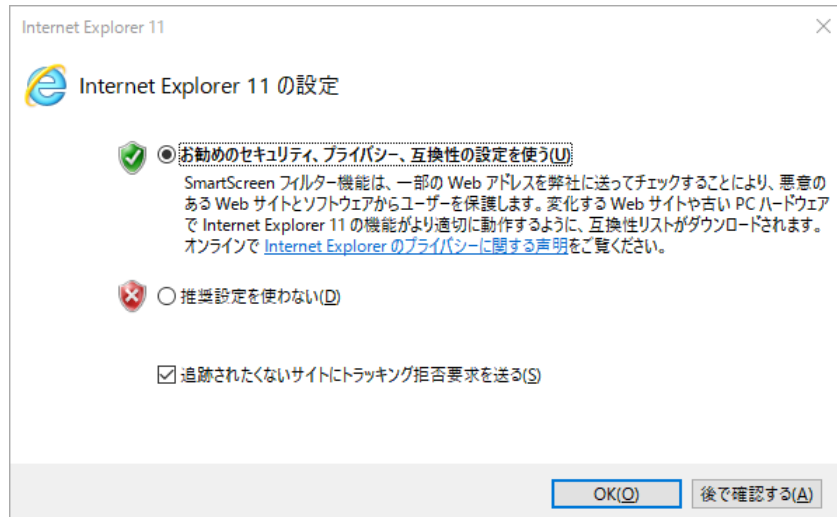 Internet Explorer 11
Internet Explorer 11 の設定
お勧めのセキュリティ、プライバシー、互換性の設定を使う(U)
SmartScreen フィルター機能は、一部の Web アドレスを弊社に送ってチェックすることにより、悪意の
ある Web サイトとソフトウェアからユーザーを保護します。変化する Web サイトや古い PC ハードウェア
で Internet Explorer 11 の機能がより適切に動作するように、互換性リストがダウンロードされます。
オンラインで Internet Explorer のプライバシーに関する声明をご覧ください。
推奨設定を使わない(D)
追跡されたくないサイトにトラッキング拒否要求を送る(S)
OK(O)
後で確認する(A)